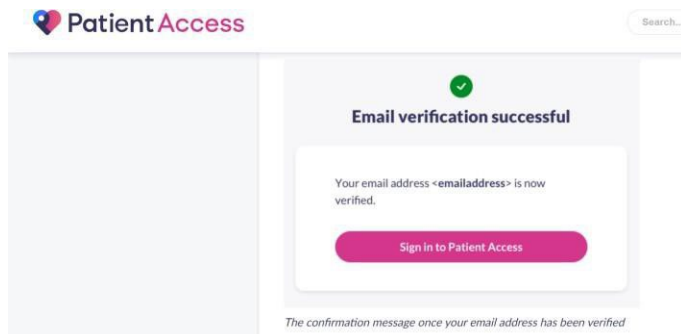 Patient Access
Search...
Email verification successful
Your email address <emailaddress> is now
verified.
Sign in to Patient Access
The confirmation message once your email address has been verified